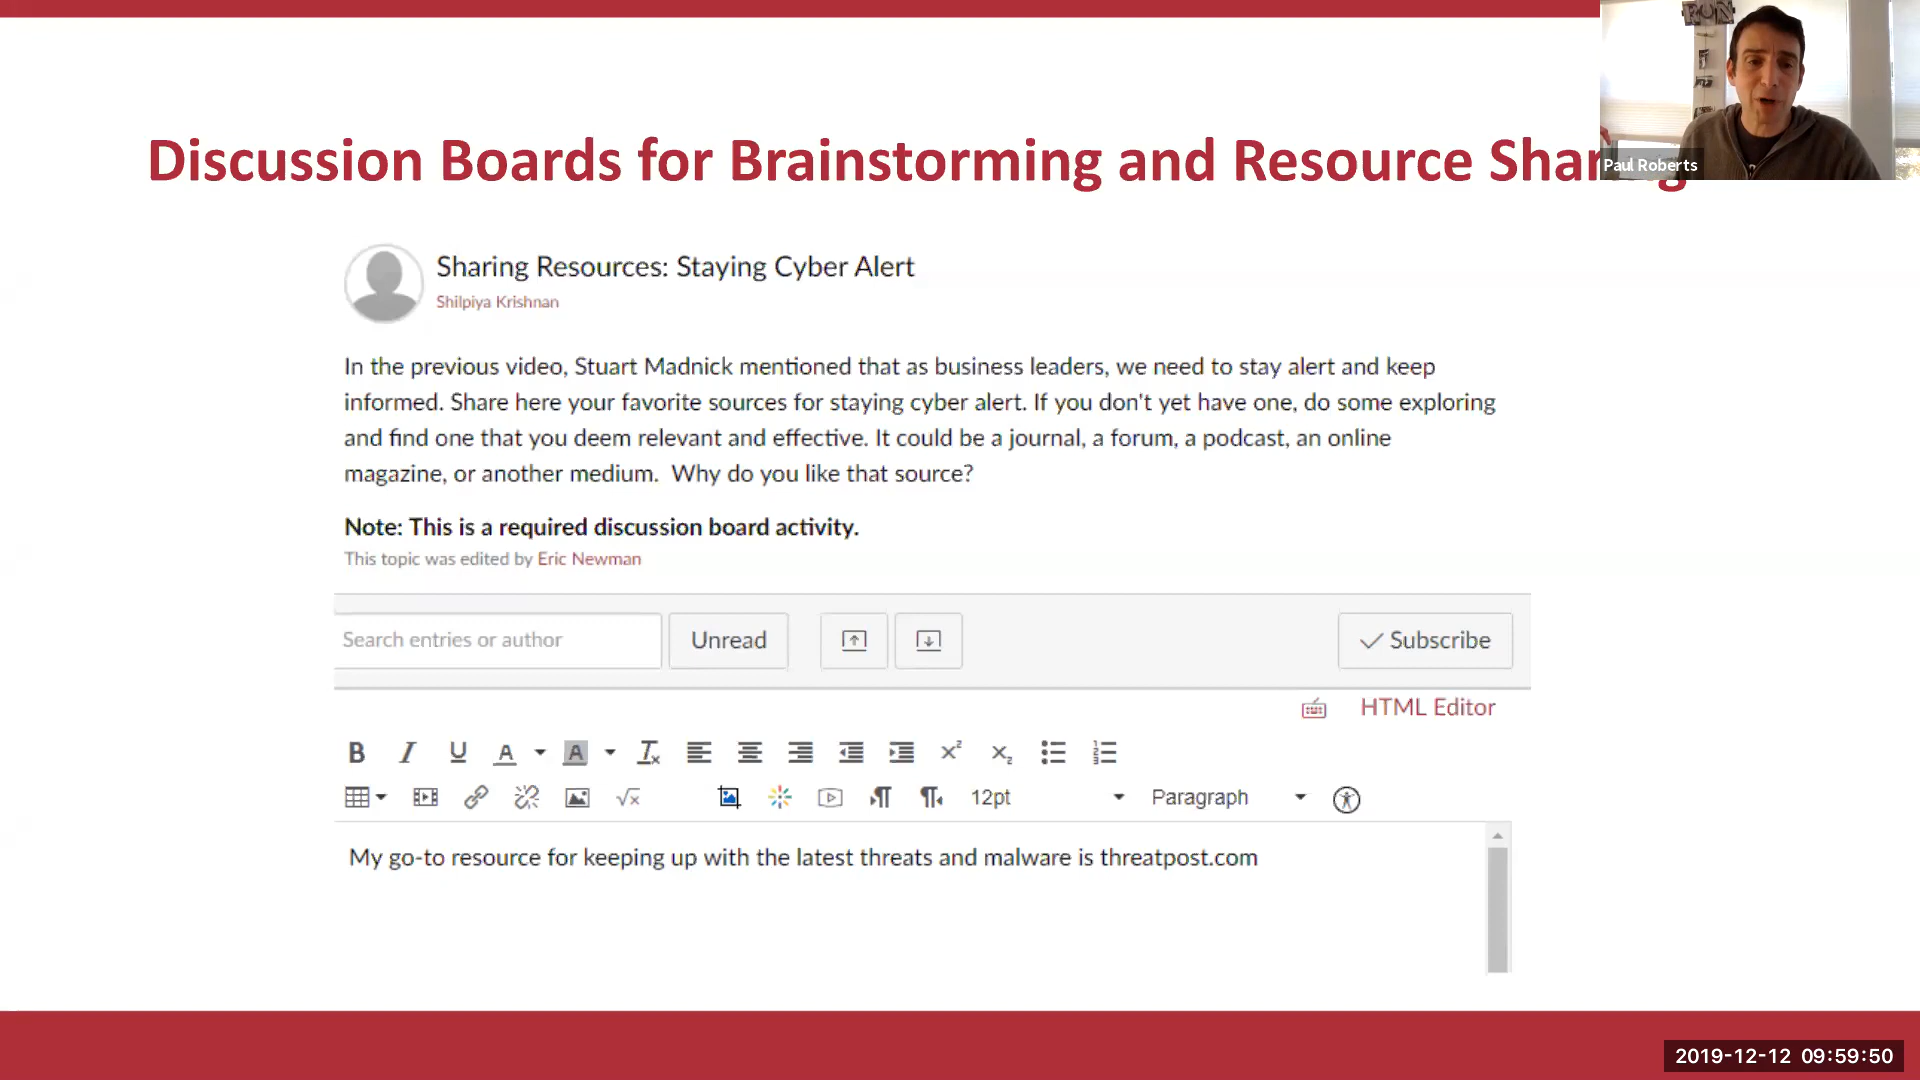 Discussion Boards for Brainstorming and Resource
Paul Roberts
Sharing Resources: Staying Cyber Alert
Shilpiya Krishnan
In the previous video, Stuart Madnick mentioned that as business leaders, we need to stay alert and keep
informed. Share here your favorite sources for staying cyber alert. If you don't yet have one, do some exploring
and find one that you deem relevant and effective. It could be a journal, a forum, a podcast, an online
magazine, or another medium.  Why do you like that source?
Note: This is a required discussion board activity.
This topic was edited by Eric Newman
Search entries or author Unread Subscribe
HTML Editor
12pt Paragraph
My go-to resource for keeping up with the latest threats and malware is threatpost.com
2019-12-12 09:59:50